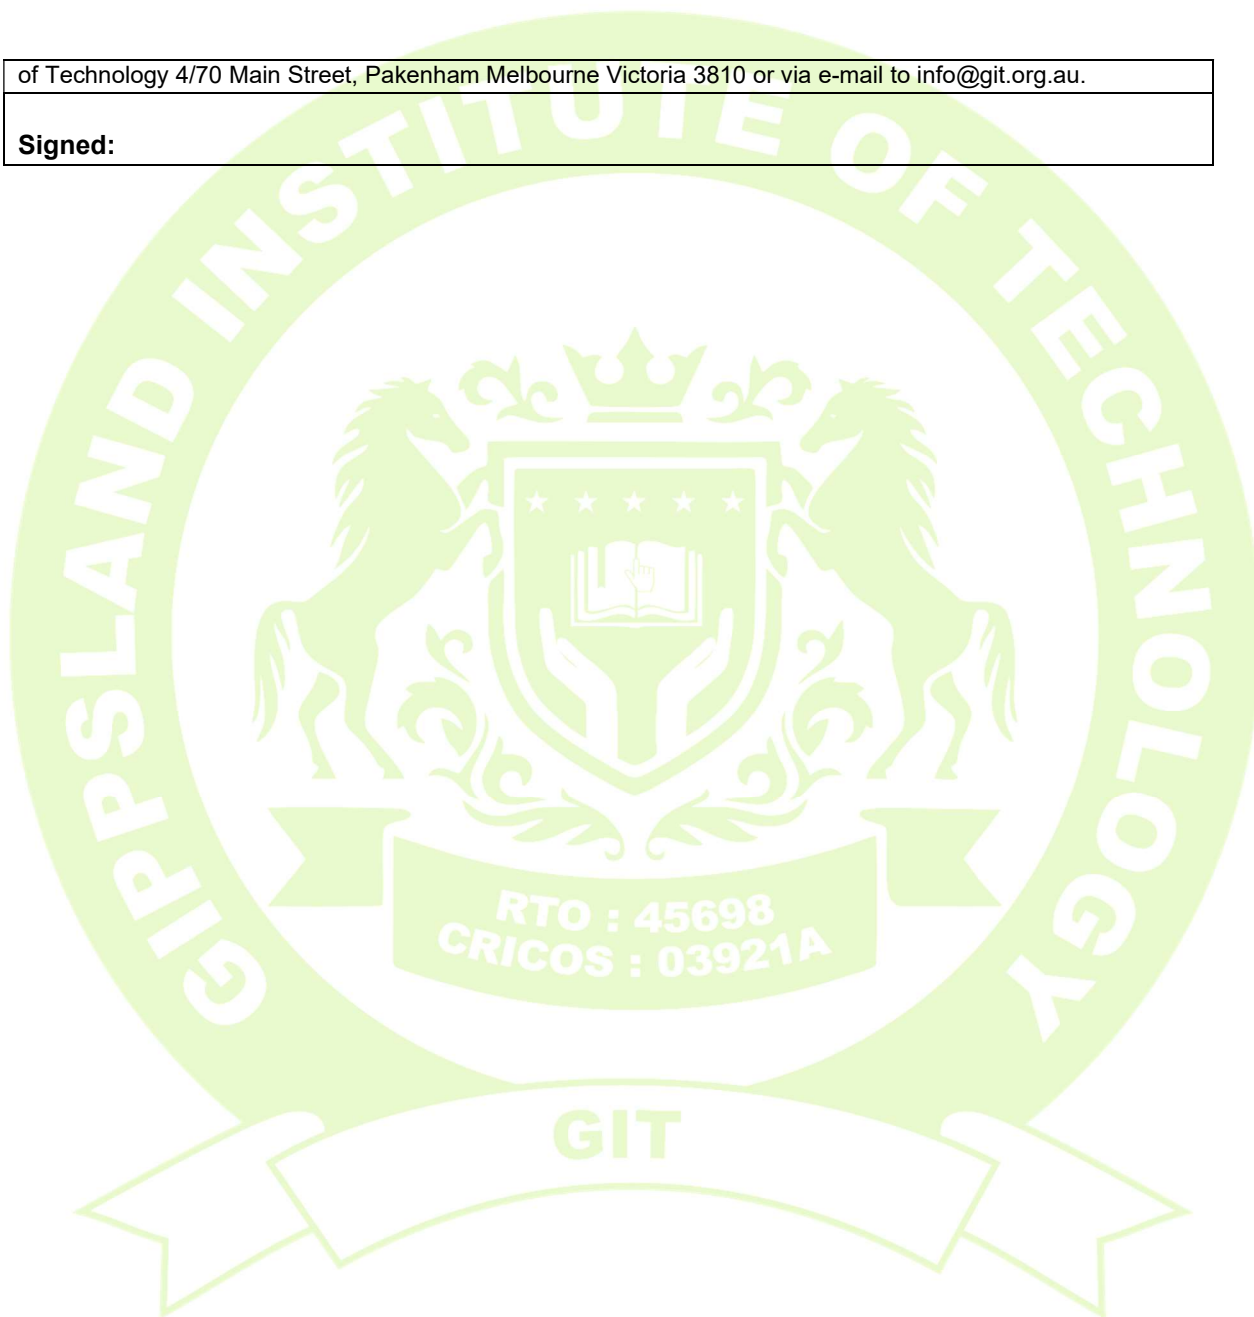 of Technology 4/70 Main Street, Pakenham Melbourne Victoria 3810 or via e-mail to info@git.org.au.
Signed:
GIPPSLAND INSTITUTE OF TECHNOLOGY
RTO : 45698
CRICOS : 03921A
GIT